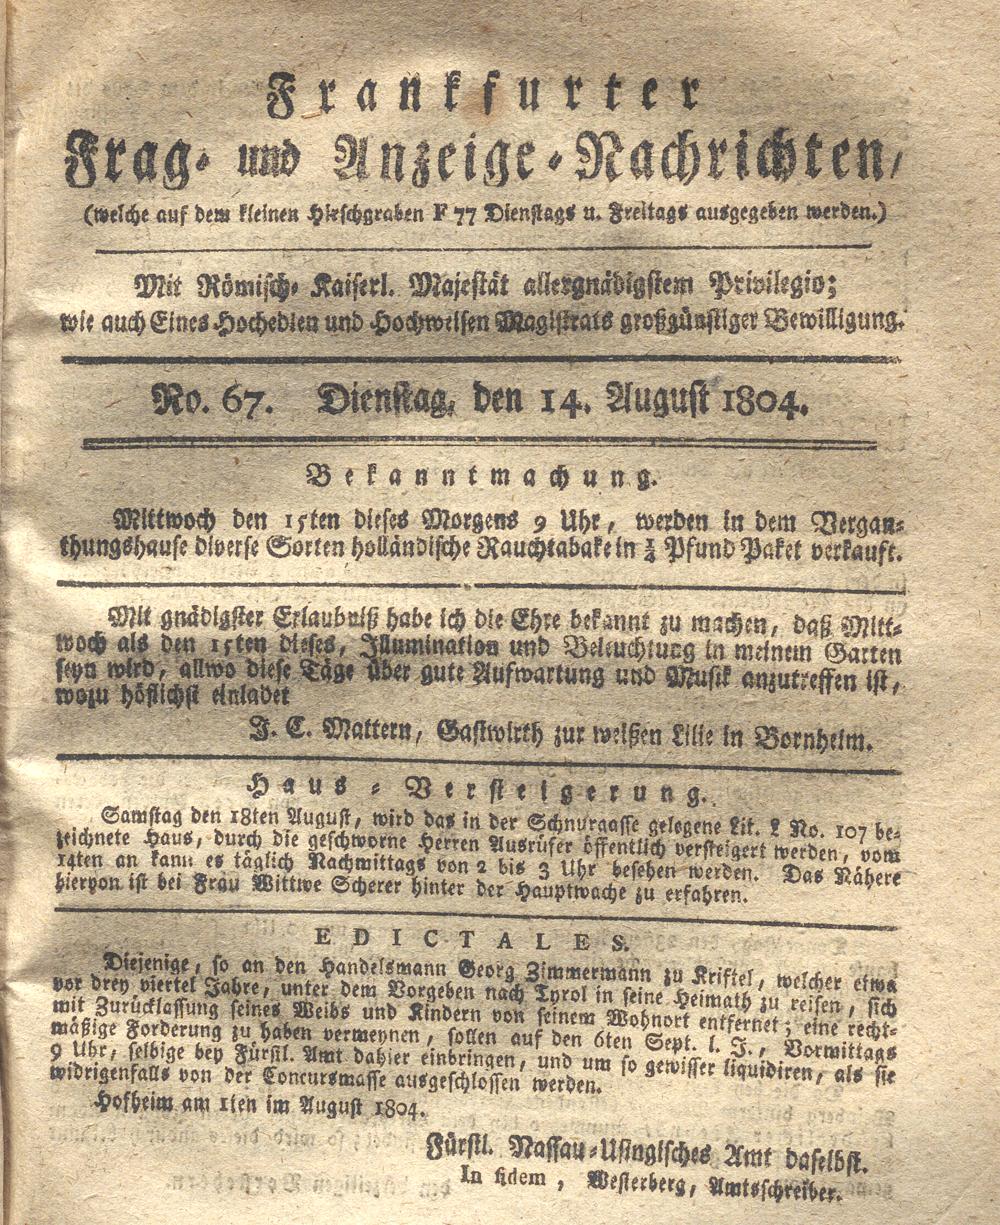 Frankfurter
Frag- und Anzeige-Nachrichten,
(welche auf dem kleinen Hirschgraben F 77 Dienstags u. Freitags ausgegeben werden.)
Mit Römisch- Kaiserl. Majestät allergnädigstem Privilegio;
wie auch Eines Hochedlen und Hochweisen Magistrats großgünstiger Bewilligung.
No. 67. Dienstag, den 14. August 1804.
Bekanntmachung.
Mittwoch den 15ten dieses Morgens 9 Uhr, werden in dem Vergan-
thungshause diverse Sorten holländische Rauchtabake in ¼ Pfund Paket verkauft.
Mit gnädigster Erlaubniß habe ich die Ehre bekannt zu machen, daß Mitt-
woch als den 15ten dieses, Illumination und Beleuchtung in meinem Garten
seyn wird, allwo diese Täge über gute Aufwartung und Musik anzutreffen ist,
wozu höflichst einladet
J. C. Mattern, Gastwirth zur weißen Lilie in Bornheim.
Haus-Versteigerung.
Samstag den 18ten August, wird das in der Schnurgasse gelegene Lit. L No. 107 be-
zeichnete Haus, durch die geschworne Herren Ausrüfer öffentlich versteigert werden, vom
14ten an kann es täglich Nachmittags von 2 bis 3 Uhr besehen werden. Das Nähere
hiervon ist bei Frau Wittwe Scherer hinter der Hauptwache zu erfahren.
EDICTALES.
Diejenige, so an den Handelsmann Georg Zimmermann zu Kriftel, welcher etwa
vor drey viertel Jahre, unter dem Vorgeben nach Tyrol in seine Heimath zu reisen, sich
mit Zurücklassung seines Weibs und Kindern von seinem Wohnort entfernet; eine recht-
mäßige Forderung zu haben vermeynen, sollen auf den 6ten Sept. l. J., Vormittags
9 Uhr, selbige bey Fürstl. Amt dahier einbringen, und um so gewisser liquidiren, als sie
widrigenfalls von der Concursmasse ausgeschlossen werden.
Hofheim am 1ten im August 1804.
Fürstl. Nassau-Usingisches Amt daselbst.
In fidem, Westerberg, Amtsschreiber.